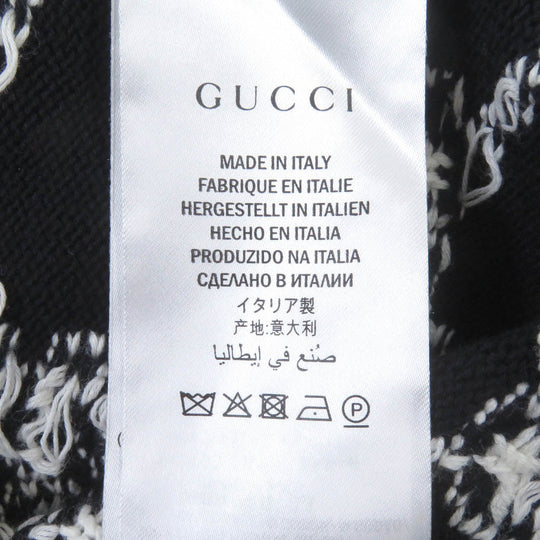 GUCCI
MADE IN ITALY
FABRIQUE EN ITALIE
HERGESTELLT IN ITALIEN
HECHO EN ITALIA
PRODUZIDO NA ITALIA
СДЕЛАНО В ИТАЛИИ
イタリア製
产地:意大利
صُنع في إيطاليا
P